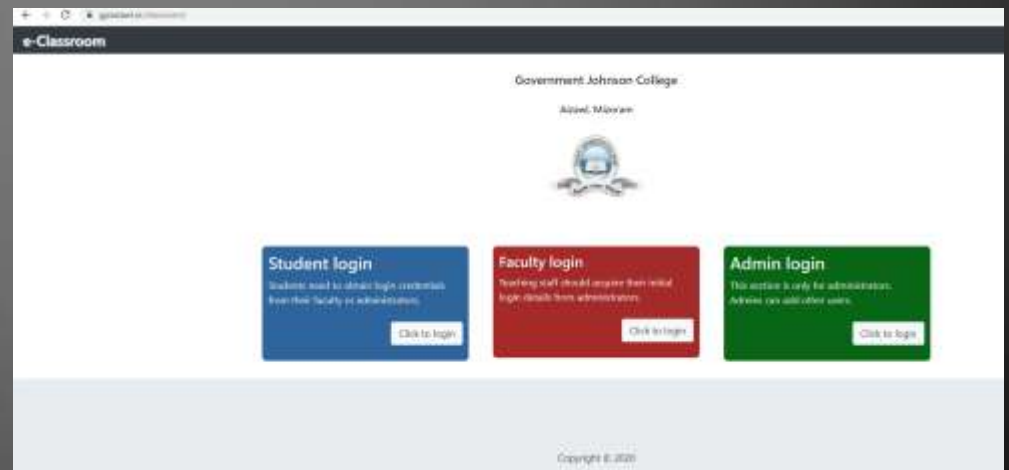 e-Classroom
Government Johnson College
Aizawl, Mizoram
Student login
Students need to obtain login credentials
from their faculty or administrators.
Click to login
Faculty login
Teaching staff should acquire their initial
login details from administrators.
Click to login
Admin login
This section is only for administrators.
Admins can add other users.
Click to login
Copyright © 2020